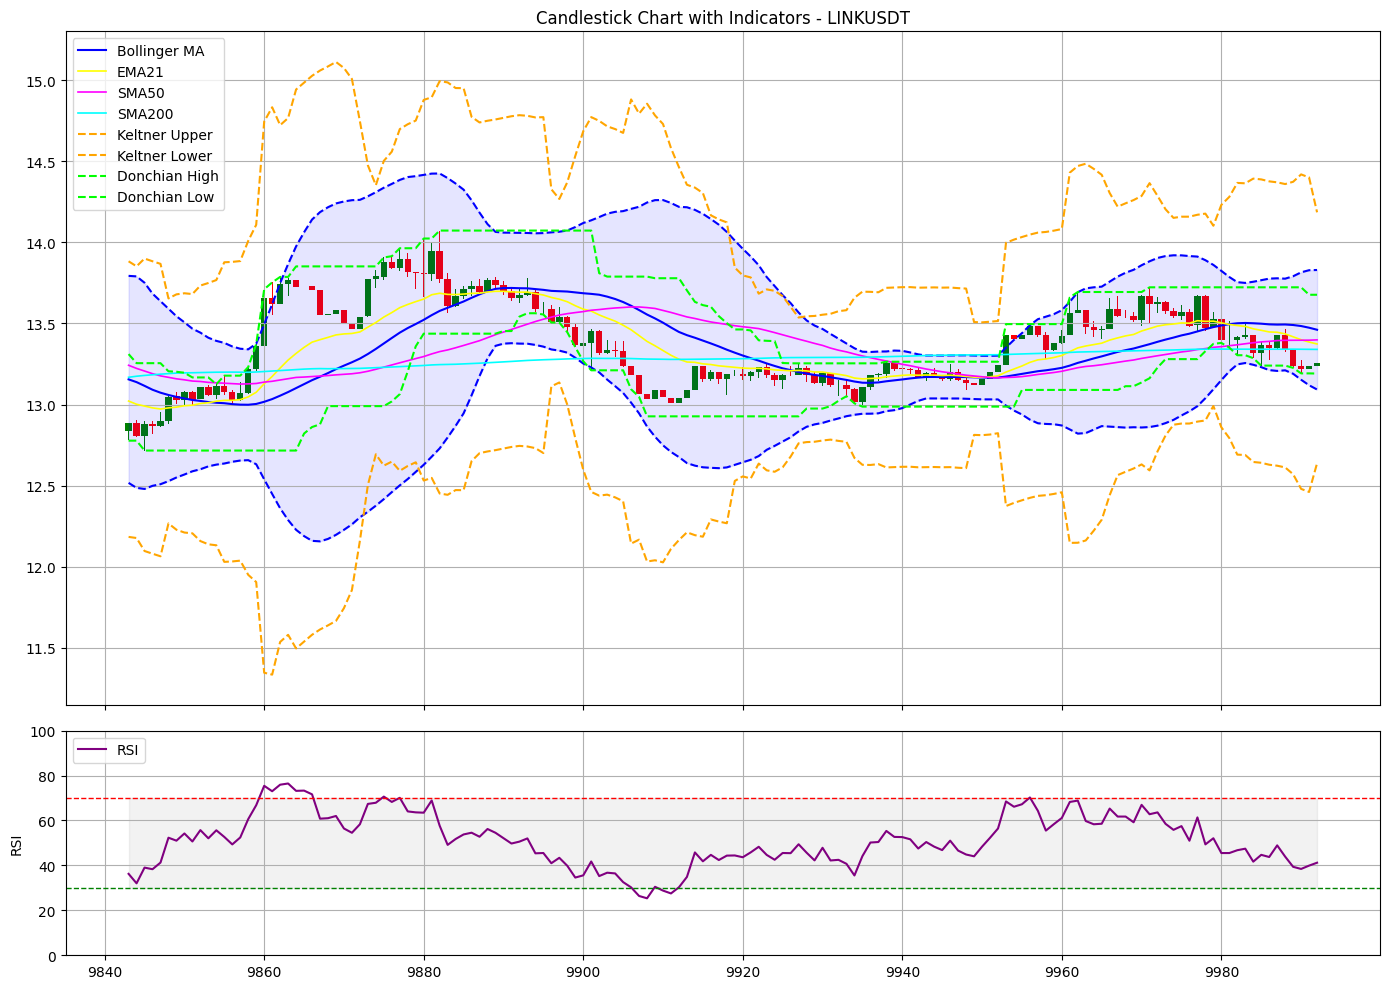 Candlestick Chart with Indicators - LINKUSDT
Bollinger MA
EMA21
SMA50
SMA200
Keltner Upper
Keltner Lower
Donchian High
Donchian Low
15.0
14.5
14.0
13.5
13.0
12.5
12.0
11.5
RSI
100
80
60
40
20
0
RSI
9840
9860
9880
9900
9920
9940
9960
9980